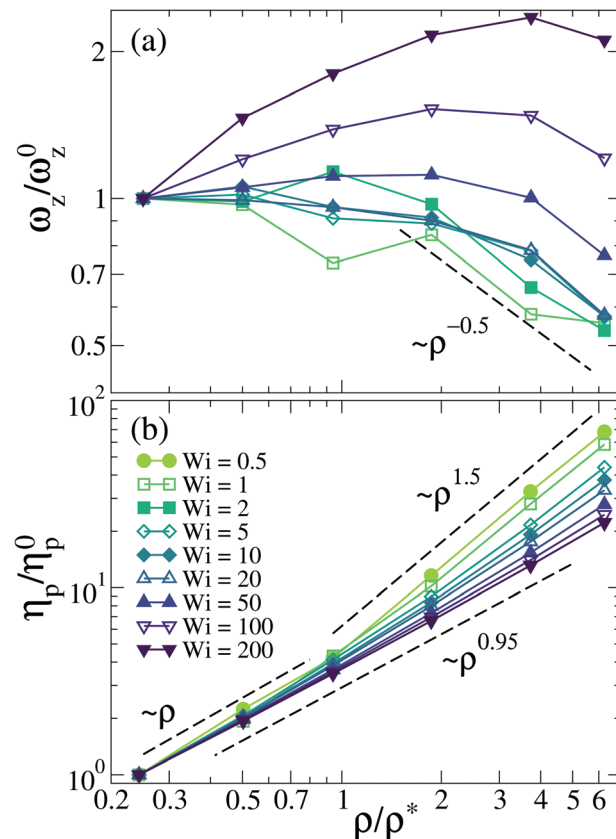 (a)
2
1
0.7
0.5
ω_z/ω_z^0
~ρ^−0.5
(b)
10^2
10^1
10^0
η_p/η_p^0
Wi = 0.5
Wi = 1
Wi = 2
Wi = 5
Wi = 10
Wi = 20
Wi = 50
Wi = 100
Wi = 200
~ρ^1.5
~ρ^0.95
~ρ
0.2 0.3 0.5 0.7 1 2 3 4 5 6
ρ/ρ^*